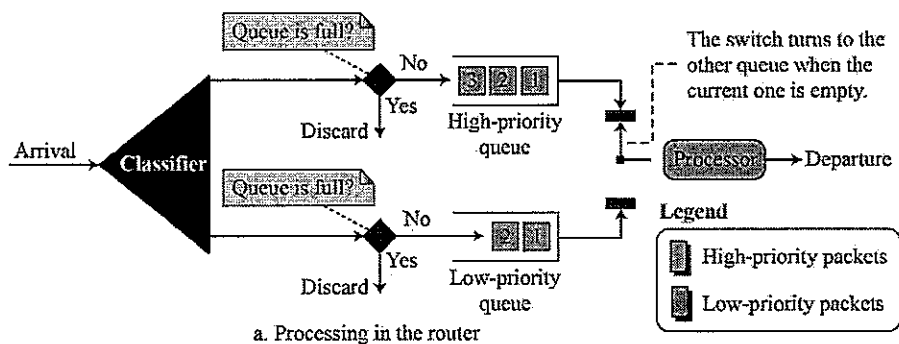 Queue is full?
No
Yes
Discard
3 2 1
High-priority
queue
The switch turns to the
other queue when the
current one is empty.
Arrival
Classifier
Processor
Departure
Queue is full?
No
Yes
Discard
2 1
Low-priority
queue
Legend
High-priority packets
Low-priority packets
a. Processing in the router